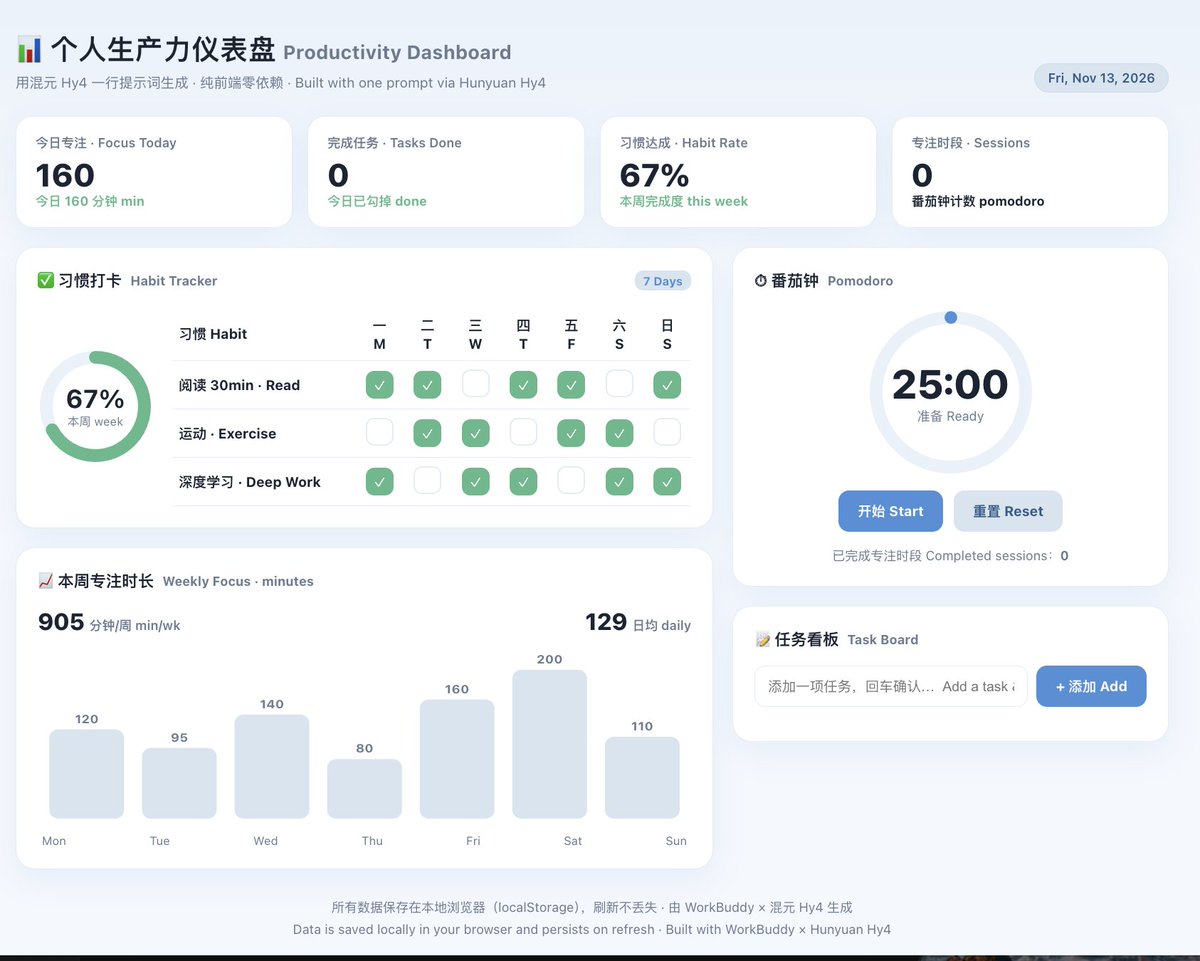 📊 个人生产力仪表盘 Productivity Dashboard
用混元 Hy4 一行提示词生成 · 纯前端零依赖 · Built with one prompt via Hunyuan Hy4
Fri, Nov 13, 2026
今日专注 · Focus Today
160
今日 160 分钟 min
完成任务 · Tasks Done
0
今日已勾掉 done
习惯达成 · Habit Rate
67%
本周完成度 this week
专注时段 · Sessions
0
番茄钟计数 pomodoro
✅ 习惯打卡 Habit Tracker
7 Days
67%
本周 week
习惯 Habit
一 二 三 四 五 六 日
M T W T F S S
阅读 30min · Read
运动 · Exercise
深度学习 · Deep Work
⏱ 番茄钟 Pomodoro
25:00
准备 Ready
开始 Start
重置 Reset
已完成专注时段 Completed sessions: 0
📈 本周专注时长 Weekly Focus · minutes
905 分钟/周 min/wk
129 日均 daily
120 95 140 80 160 200 110
Mon Tue Wed Thu Fri Sat Sun
📝 任务看板 Task Board
添加一项任务，回车确认… Add a task
+ 添加 Add
所有数据保存在本地浏览器（localStorage），刷新不丢失 · 由 WorkBuddy × 混元 Hy4 生成
Data is saved locally in your browser and persists on refresh · Built with WorkBuddy × Hunyuan Hy4